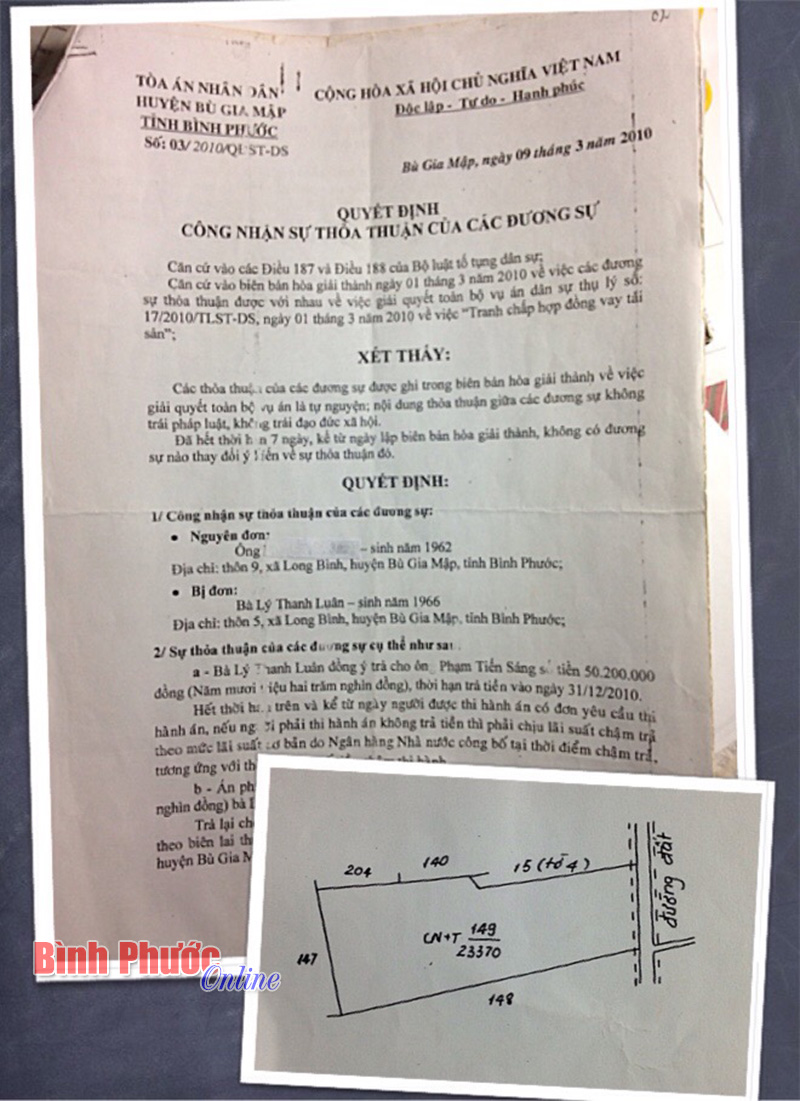 02
TÒA ÁN NHÂN DÂN
HUYỆN BÙ GIA MẬP
TỈNH BÌNH PHƯỚC
Số: 03/2010/QĐST-DS
CỘNG HÒA XÃ HỘI CHỦ NGHĨA VIỆT NAM
Độc lập - Tự do - Hạnh phúc
Bù Gia Mập, ngày 09 tháng 3 năm 2010
QUYẾT ĐỊNH
CÔNG NHẬN SỰ THỎA THUẬN CỦA CÁC ĐƯƠNG SỰ
Căn cứ vào các Điều 187 và Điều 188 của Bộ luật tố tụng dân sự;
Căn cứ vào biên bản hòa giải thành ngày 01 tháng 3 năm 2010 về việc các đương
sự thỏa thuận được với nhau về việc giải quyết toàn bộ vụ án dân sự thụ lý số:
17/2010/TLST-DS, ngày 01 tháng 3 năm 2010 về việc "Tranh chấp hợp đồng vay tài
sản";
XÉT THẤY:
Các thỏa thuận của các đương sự được ghi trong biên bản hòa giải thành về việc
giải quyết toàn bộ vụ án là tự nguyện; nội dung thỏa thuận giữa các đương sự không
trái pháp luật, không trái đạo đức xã hội.
Đã hết thời hạn 7 ngày, kể từ ngày lập biên bản hòa giải thành, không có đương
sự nào thay đổi ý kiến về sự thỏa thuận đó.
QUYẾT ĐỊNH:
1/ Công nhận sự thỏa thuận của các đương sự:
• Nguyên đơn:
Ông – sinh năm 1962
Địa chỉ: thôn 9, xã Long Bình, huyện Bù Gia Mập, tỉnh Bình Phước;
• Bị đơn:
Bà Lý Thanh Luân – sinh năm 1966
Địa chỉ: thôn 5, xã Long Bình, huyện Bù Gia Mập, tỉnh Bình Phước;
2/ Sự thỏa thuận của các đương sự cụ thể như sau:
a - Bà Lý Thanh Luân đồng ý trả cho ông Phạm Tiến Sáng số tiền 50.200.000
đồng (Năm mươi triệu hai trăm nghìn đồng), thời hạn trả tiền vào ngày 31/12/2010.
Hết thời hạn trên và kể từ ngày người được thi hành án có đơn yêu cầu thi
hành án, nếu người phải thi hành án không trả tiền thì phải chịu lãi suất chậm trả
theo mức lãi suất cơ bản do Ngân hàng Nhà nước công bố tại thời điểm chậm trả,
tương ứng với
b - Án
nghìn đồng) bà
Trả lại
theo biên lai
huyện Bù Gia
204
140
15 (tờ 4)
147
CN+T 149
23370
148
đường đất
Bình Phước
Online